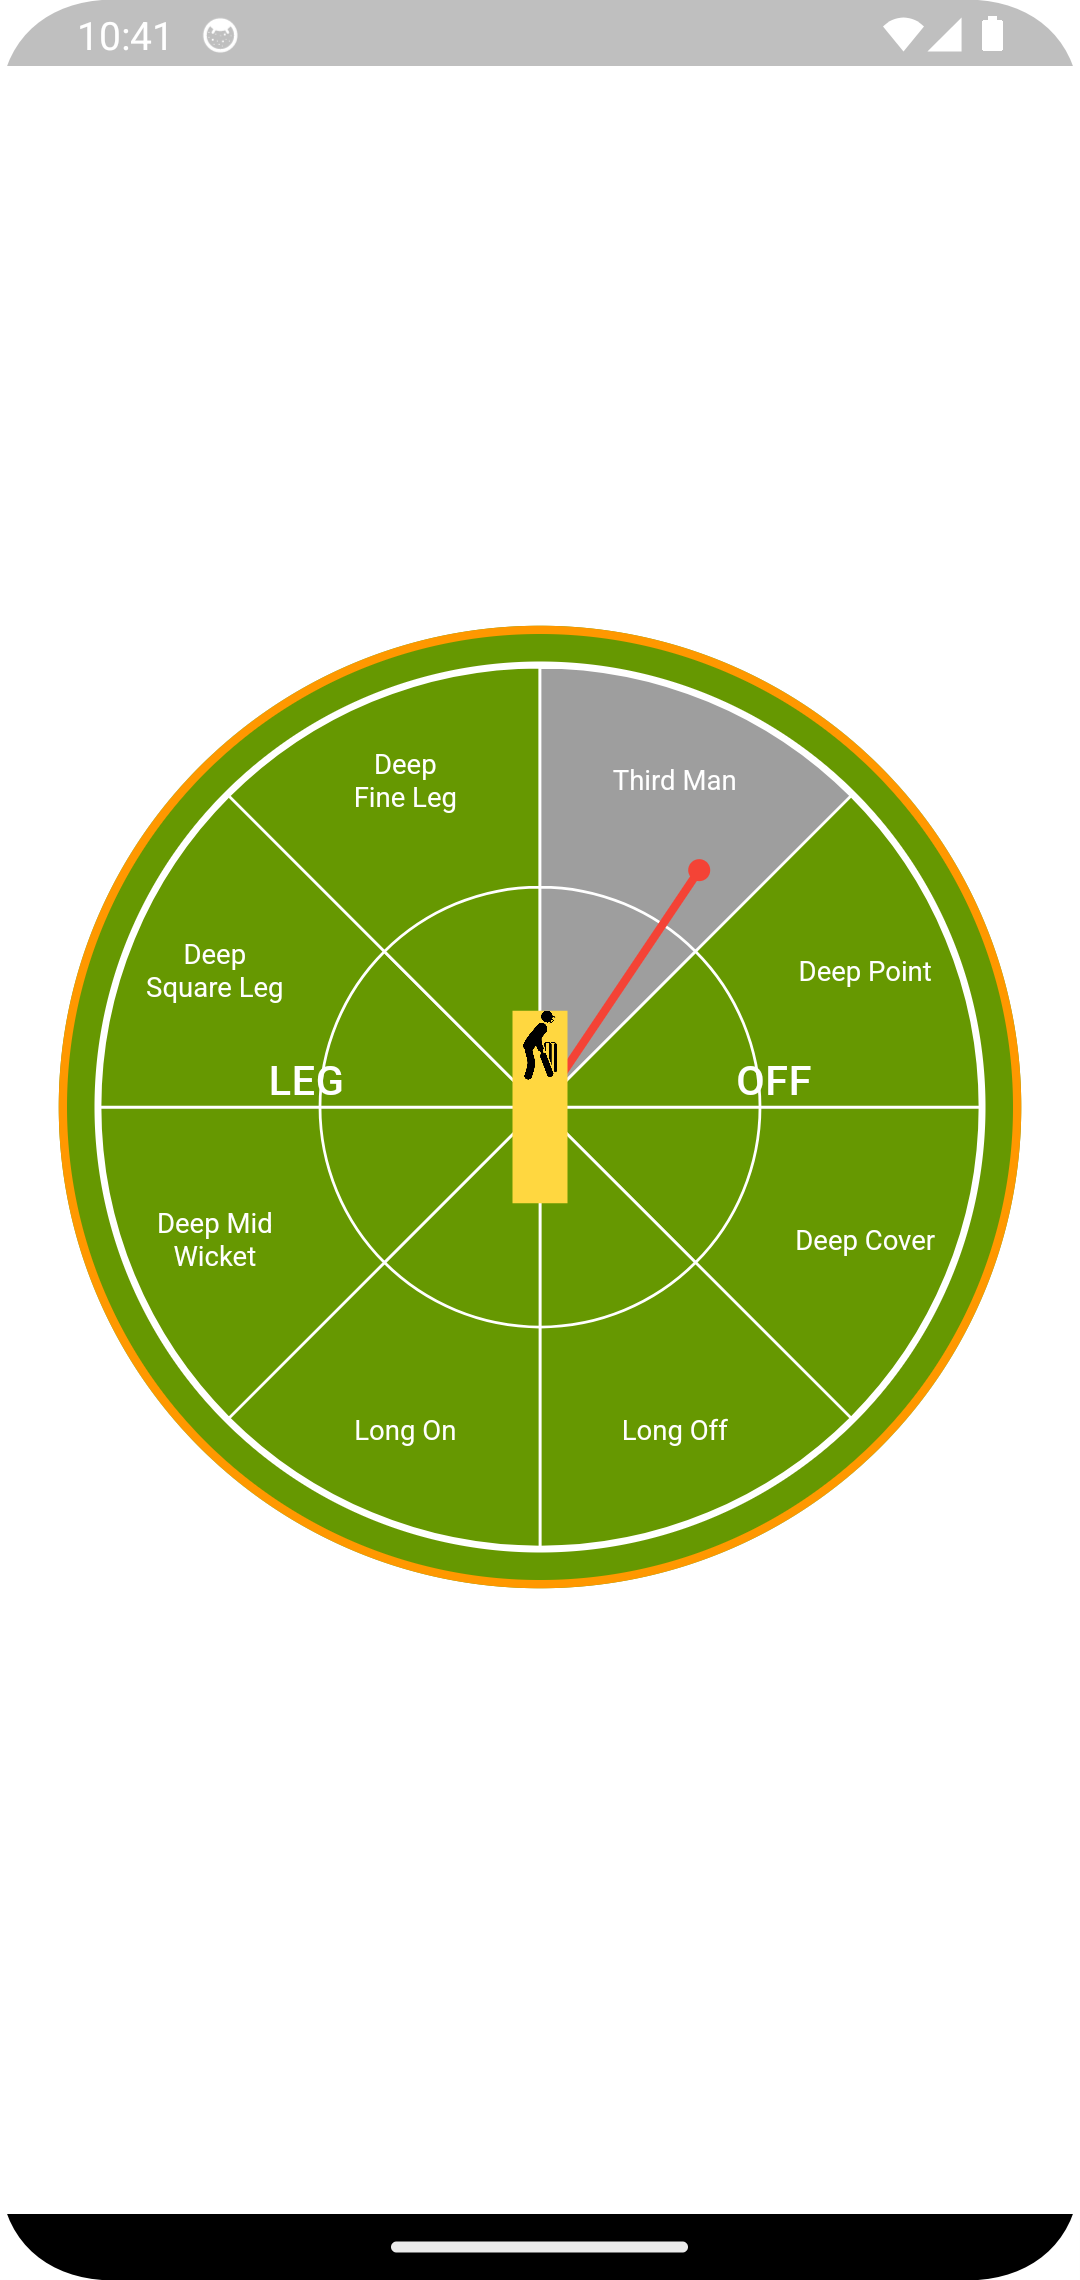 10:41
Deep
Fine Leg
Third Man
Deep
Square Leg
Deep Point
LEG
OFF
Deep Mid
Wicket
Deep Cover
Long On
Long Off